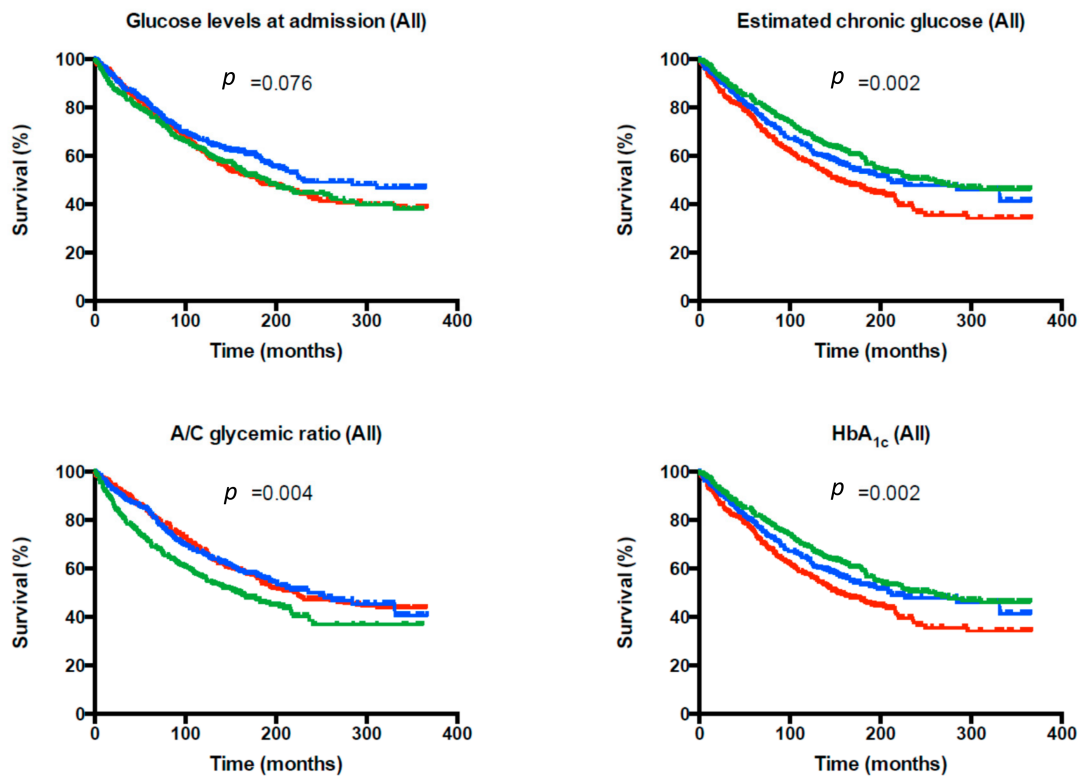 Glucose levels at admission (All)
p =0.076
Survival (%)
100
80
60
40
20
0
0 100 200 300 400
Time (months)
Estimated chronic glucose (All)
p =0.002
Survival (%)
100
80
60
40
20
0
0 100 200 300 400
Time (months)
A/C glycemic ratio (All)
p =0.004
Survival (%)
100
80
60
40
20
0
0 100 200 300 400
Time (months)
HbA1c (All)
p =0.002
Survival (%)
100
80
60
40
20
0
0 100 200 300 400
Time (months)